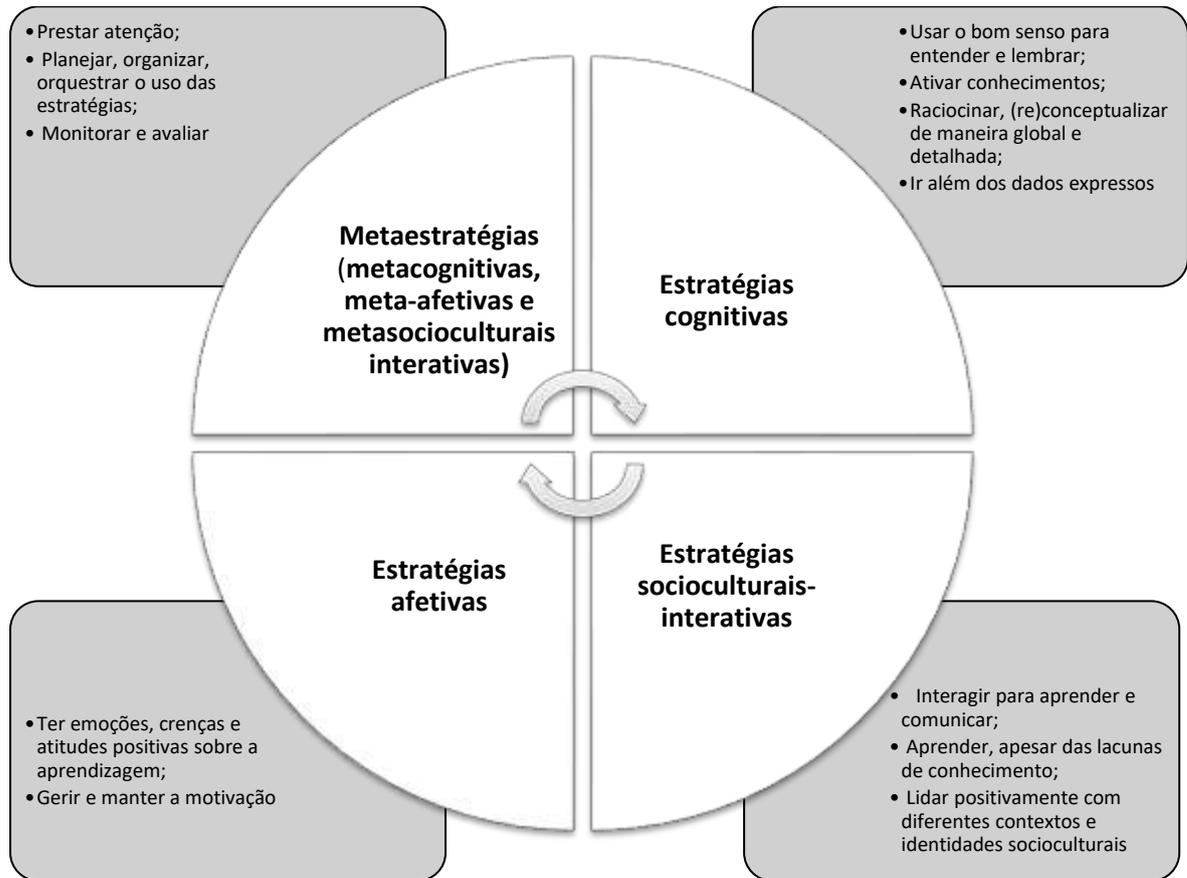 •Prestar atenção;
• Planejar, organizar,
orquestrar o uso das
estratégias;
• Monitorar e avaliar
•Usar o bom senso para
entender e lembrar;
•Ativar conhecimentos;
•Raciocinar, (re)conceptualizar
de maneira global e
detalhada;
•Ir além dos dados expressos
Metaestratégias
(metacognitivas,
meta-afetivas e
metasocioculturais
interativas)
Estratégias
cognitivas
Estratégias
afetivas
Estratégias
socioculturais-
interativas
•Ter emoções, crenças e
atitudes positivas sobre a
aprendizagem;
•Gerir e manter a motivação
• Interagir para aprender e
comunicar;
• Aprender, apesar das lacunas
de conhecimento;
• Lidar positivamente com
diferentes contextos e
identidades socioculturais